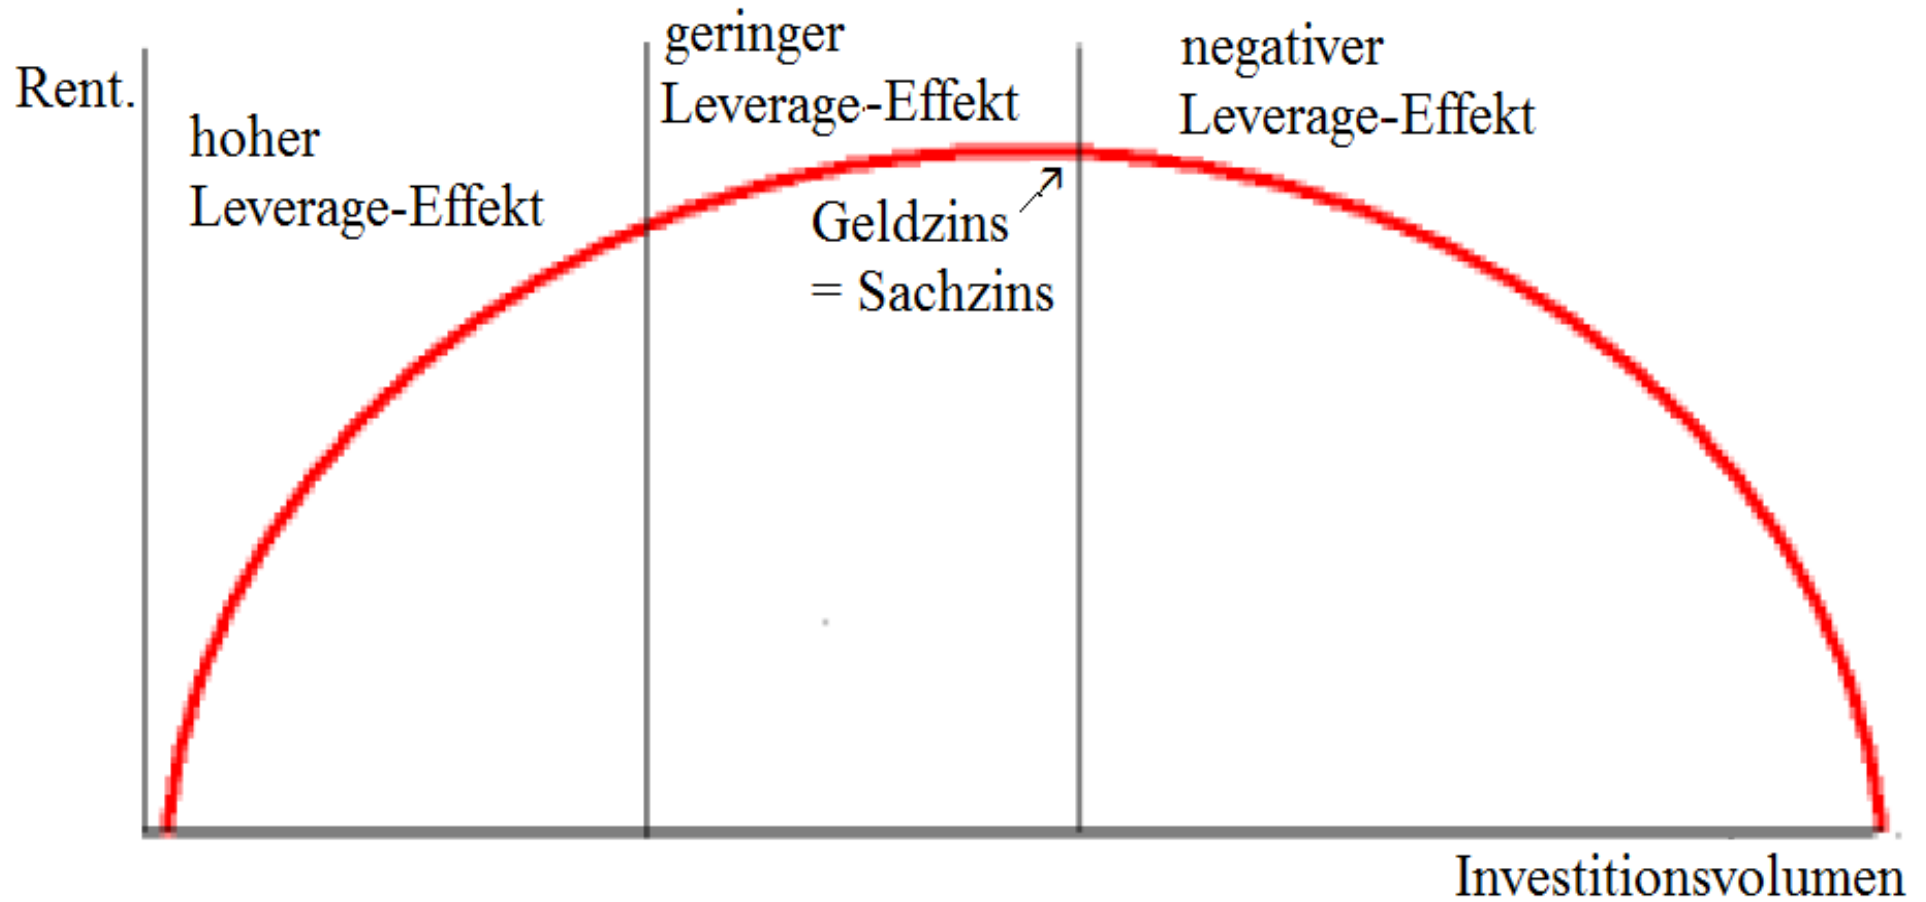 Rent.
hoher
Leverage-Effekt
geringer
Leverage-Effekt
negativer
Leverage-Effekt
Geldzins
= Sachzins
Investitionsvolumen